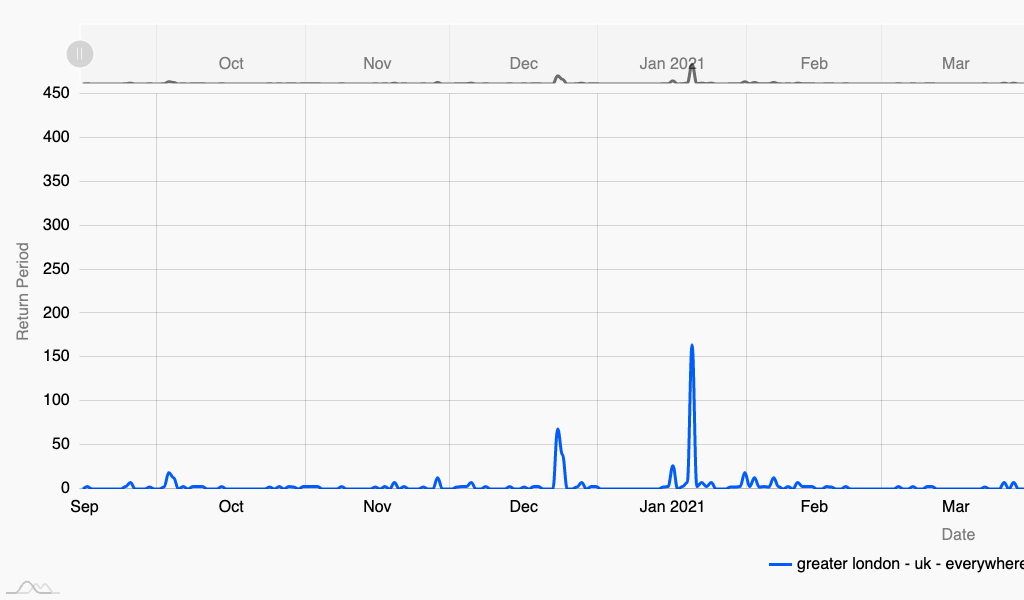 Oct Nov Dec Jan 2021 Feb Mar
450
400
350
300
250
200
150
100
50
0
Return Period
Sep Oct Nov Dec Jan 2021 Feb Mar
Date
greater london - uk - everywhere